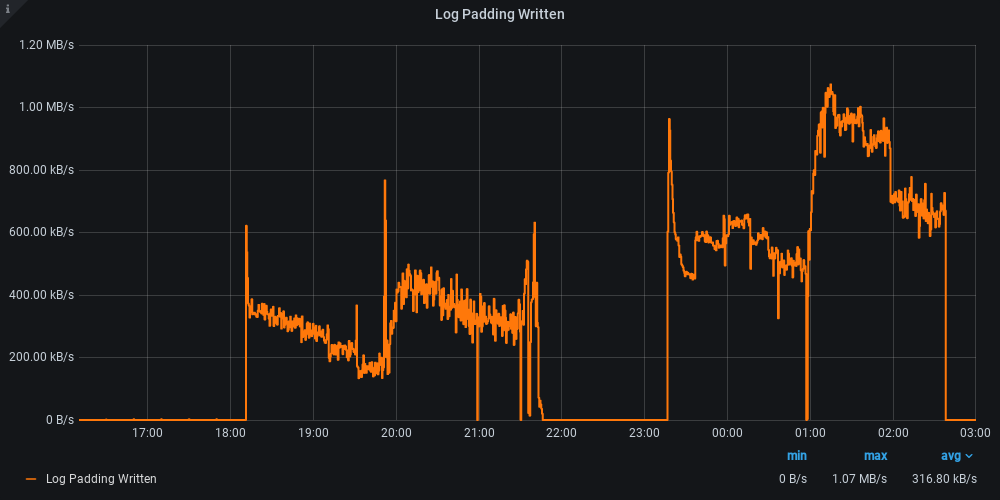 i
Log Padding Written
1.20 MB/s
1.00 MB/s
800.00 kB/s
600.00 kB/s
400.00 kB/s
200.00 kB/s
0 B/s
17:00 18:00 19:00 20:00 21:00 22:00 23:00 00:00 01:00 02:00 03:00
min max avg
Log Padding Written 0 B/s 1.07 MB/s 316.80 kB/s